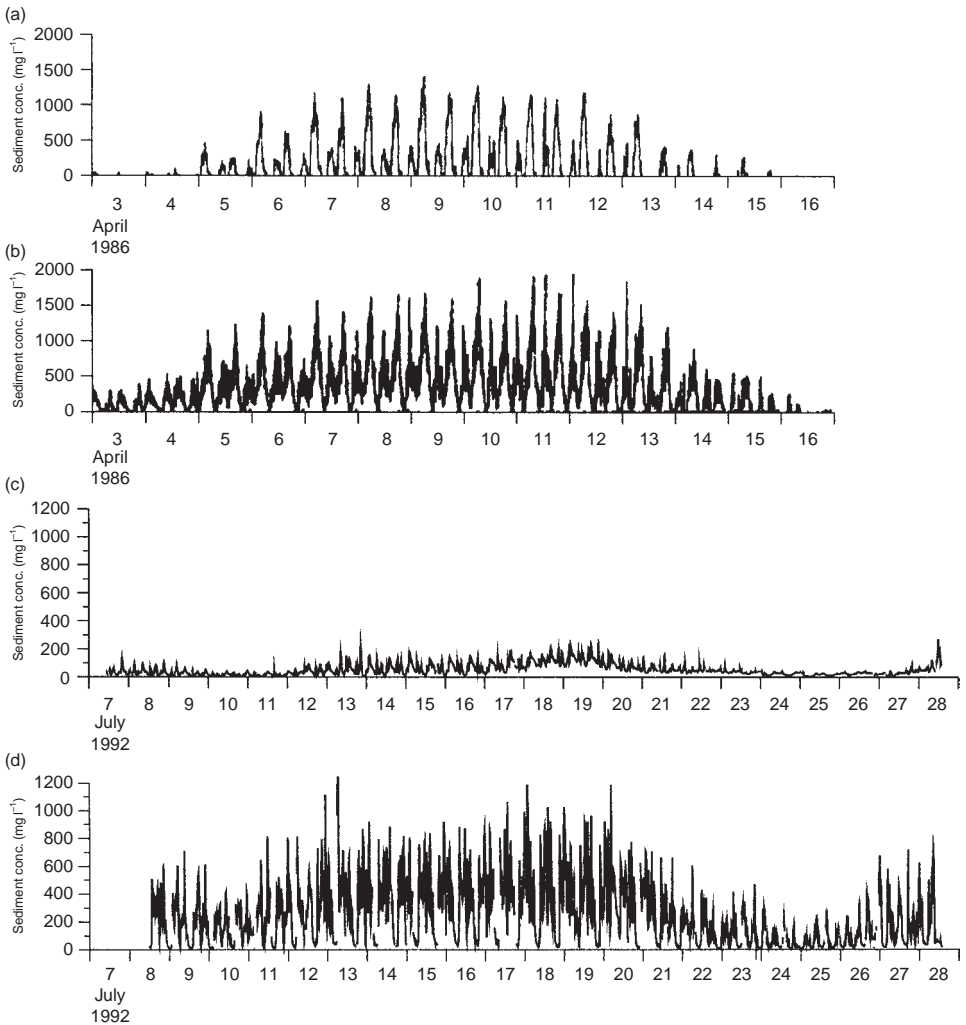 (a)
Sediment conc. (mg l⁻¹)
2000
1500
1000
500
0
3 4 5 6 7 8 9 10 11 12 13 14 15 16
April
1986
(b)
Sediment conc. (mg l⁻¹)
2000
1500
1000
500
0
3 4 5 6 7 8 9 10 11 12 13 14 15 16
April
1986
(c)
Sediment conc. (mg l⁻¹)
1200
1000
800
600
400
200
0
7 8 9 10 11 12 13 14 15 16 17 18 19 20 21 22 23 24 25 26 27 28
July
1992
(d)
Sediment conc. (mg l⁻¹)
1200
1000
800
600
400
200
0
7 8 9 10 11 12 13 14 15 16 17 18 19 20 21 22 23 24 25 26 27 28
July
1992